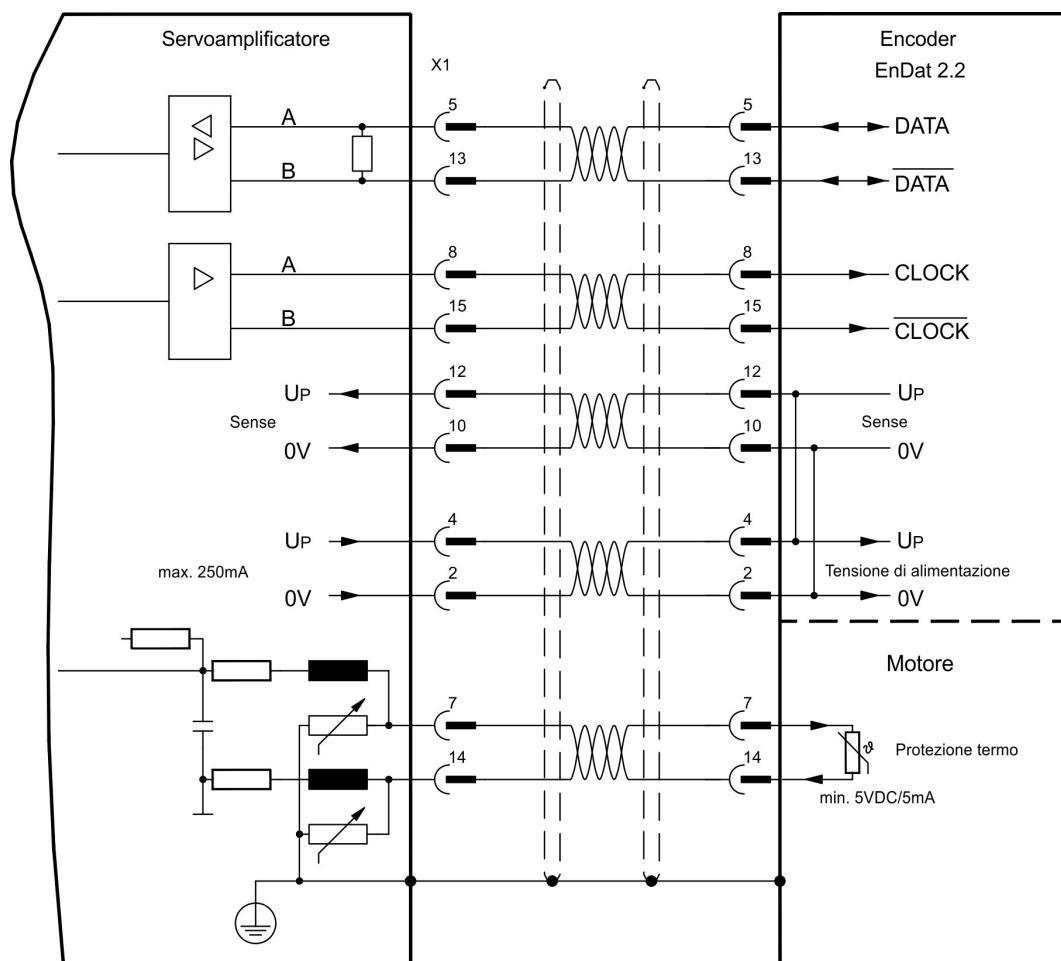 Servoamplificatore
X1
Encoder
EnDat 2.2
A 5 5 DATA
B 13 13 DATA
A 8 8 CLOCK
B 15 15 CLOCK
UP 12 12 UP
Sense Sense
0V 10 10 0V
UP 4 4 UP
max. 250mA Tensione di alimentazione
0V 2 2 0V
Motore
7 7
Protezione termo
14 14 ϑ
min. 5VDC/5mA